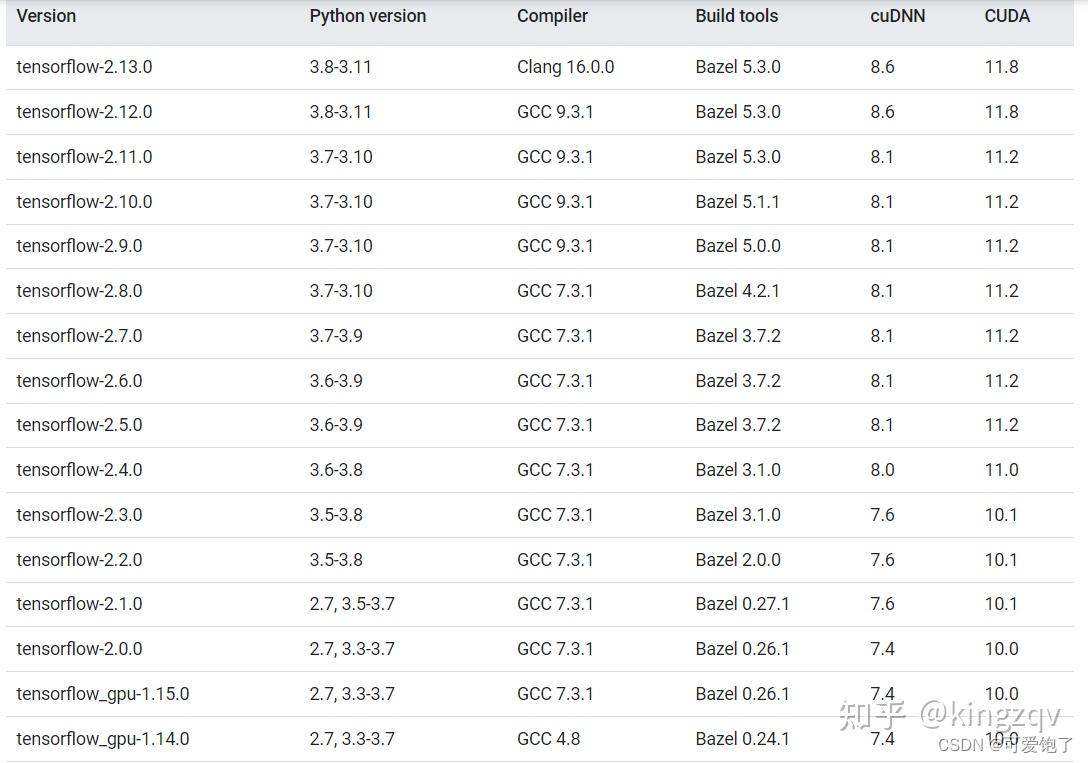 Version Python version Compiler Build tools cuDNN CUDA
tensorflow-2.13.0 3.8-3.11 Clang 16.0.0 Bazel 5.3.0 8.6 11.8
tensorflow-2.12.0 3.8-3.11 GCC 9.3.1 Bazel 5.3.0 8.6 11.8
tensorflow-2.11.0 3.7-3.10 GCC 9.3.1 Bazel 5.3.0 8.1 11.2
tensorflow-2.10.0 3.7-3.10 GCC 9.3.1 Bazel 5.1.1 8.1 11.2
tensorflow-2.9.0 3.7-3.10 GCC 9.3.1 Bazel 5.0.0 8.1 11.2
tensorflow-2.8.0 3.7-3.10 GCC 7.3.1 Bazel 4.2.1 8.1 11.2
tensorflow-2.7.0 3.7-3.9 GCC 7.3.1 Bazel 3.7.2 8.1 11.2
tensorflow-2.6.0 3.6-3.9 GCC 7.3.1 Bazel 3.7.2 8.1 11.2
tensorflow-2.5.0 3.6-3.9 GCC 7.3.1 Bazel 3.7.2 8.1 11.2
tensorflow-2.4.0 3.6-3.8 GCC 7.3.1 Bazel 3.1.0 8.0 11.0
tensorflow-2.3.0 3.5-3.8 GCC 7.3.1 Bazel 3.1.0 7.6 10.1
tensorflow-2.2.0 3.5-3.8 GCC 7.3.1 Bazel 2.0.0 7.6 10.1
tensorflow-2.1.0 2.7, 3.5-3.7 GCC 7.3.1 Bazel 0.27.1 7.6 10.1
tensorflow-2.0.0 2.7, 3.3-3.7 GCC 7.3.1 Bazel 0.26.1 7.4 10.0
tensorflow_gpu-1.15.0 2.7, 3.3-3.7 GCC 7.3.1 Bazel 0.26.1 7.4 10.0
知乎 @kingzqv
tensorflow_gpu-1.14.0 2.7, 3.3-3.7 GCC 4.8 Bazel 0.24.1 7.4 10.0
CSDN @可爱饱了